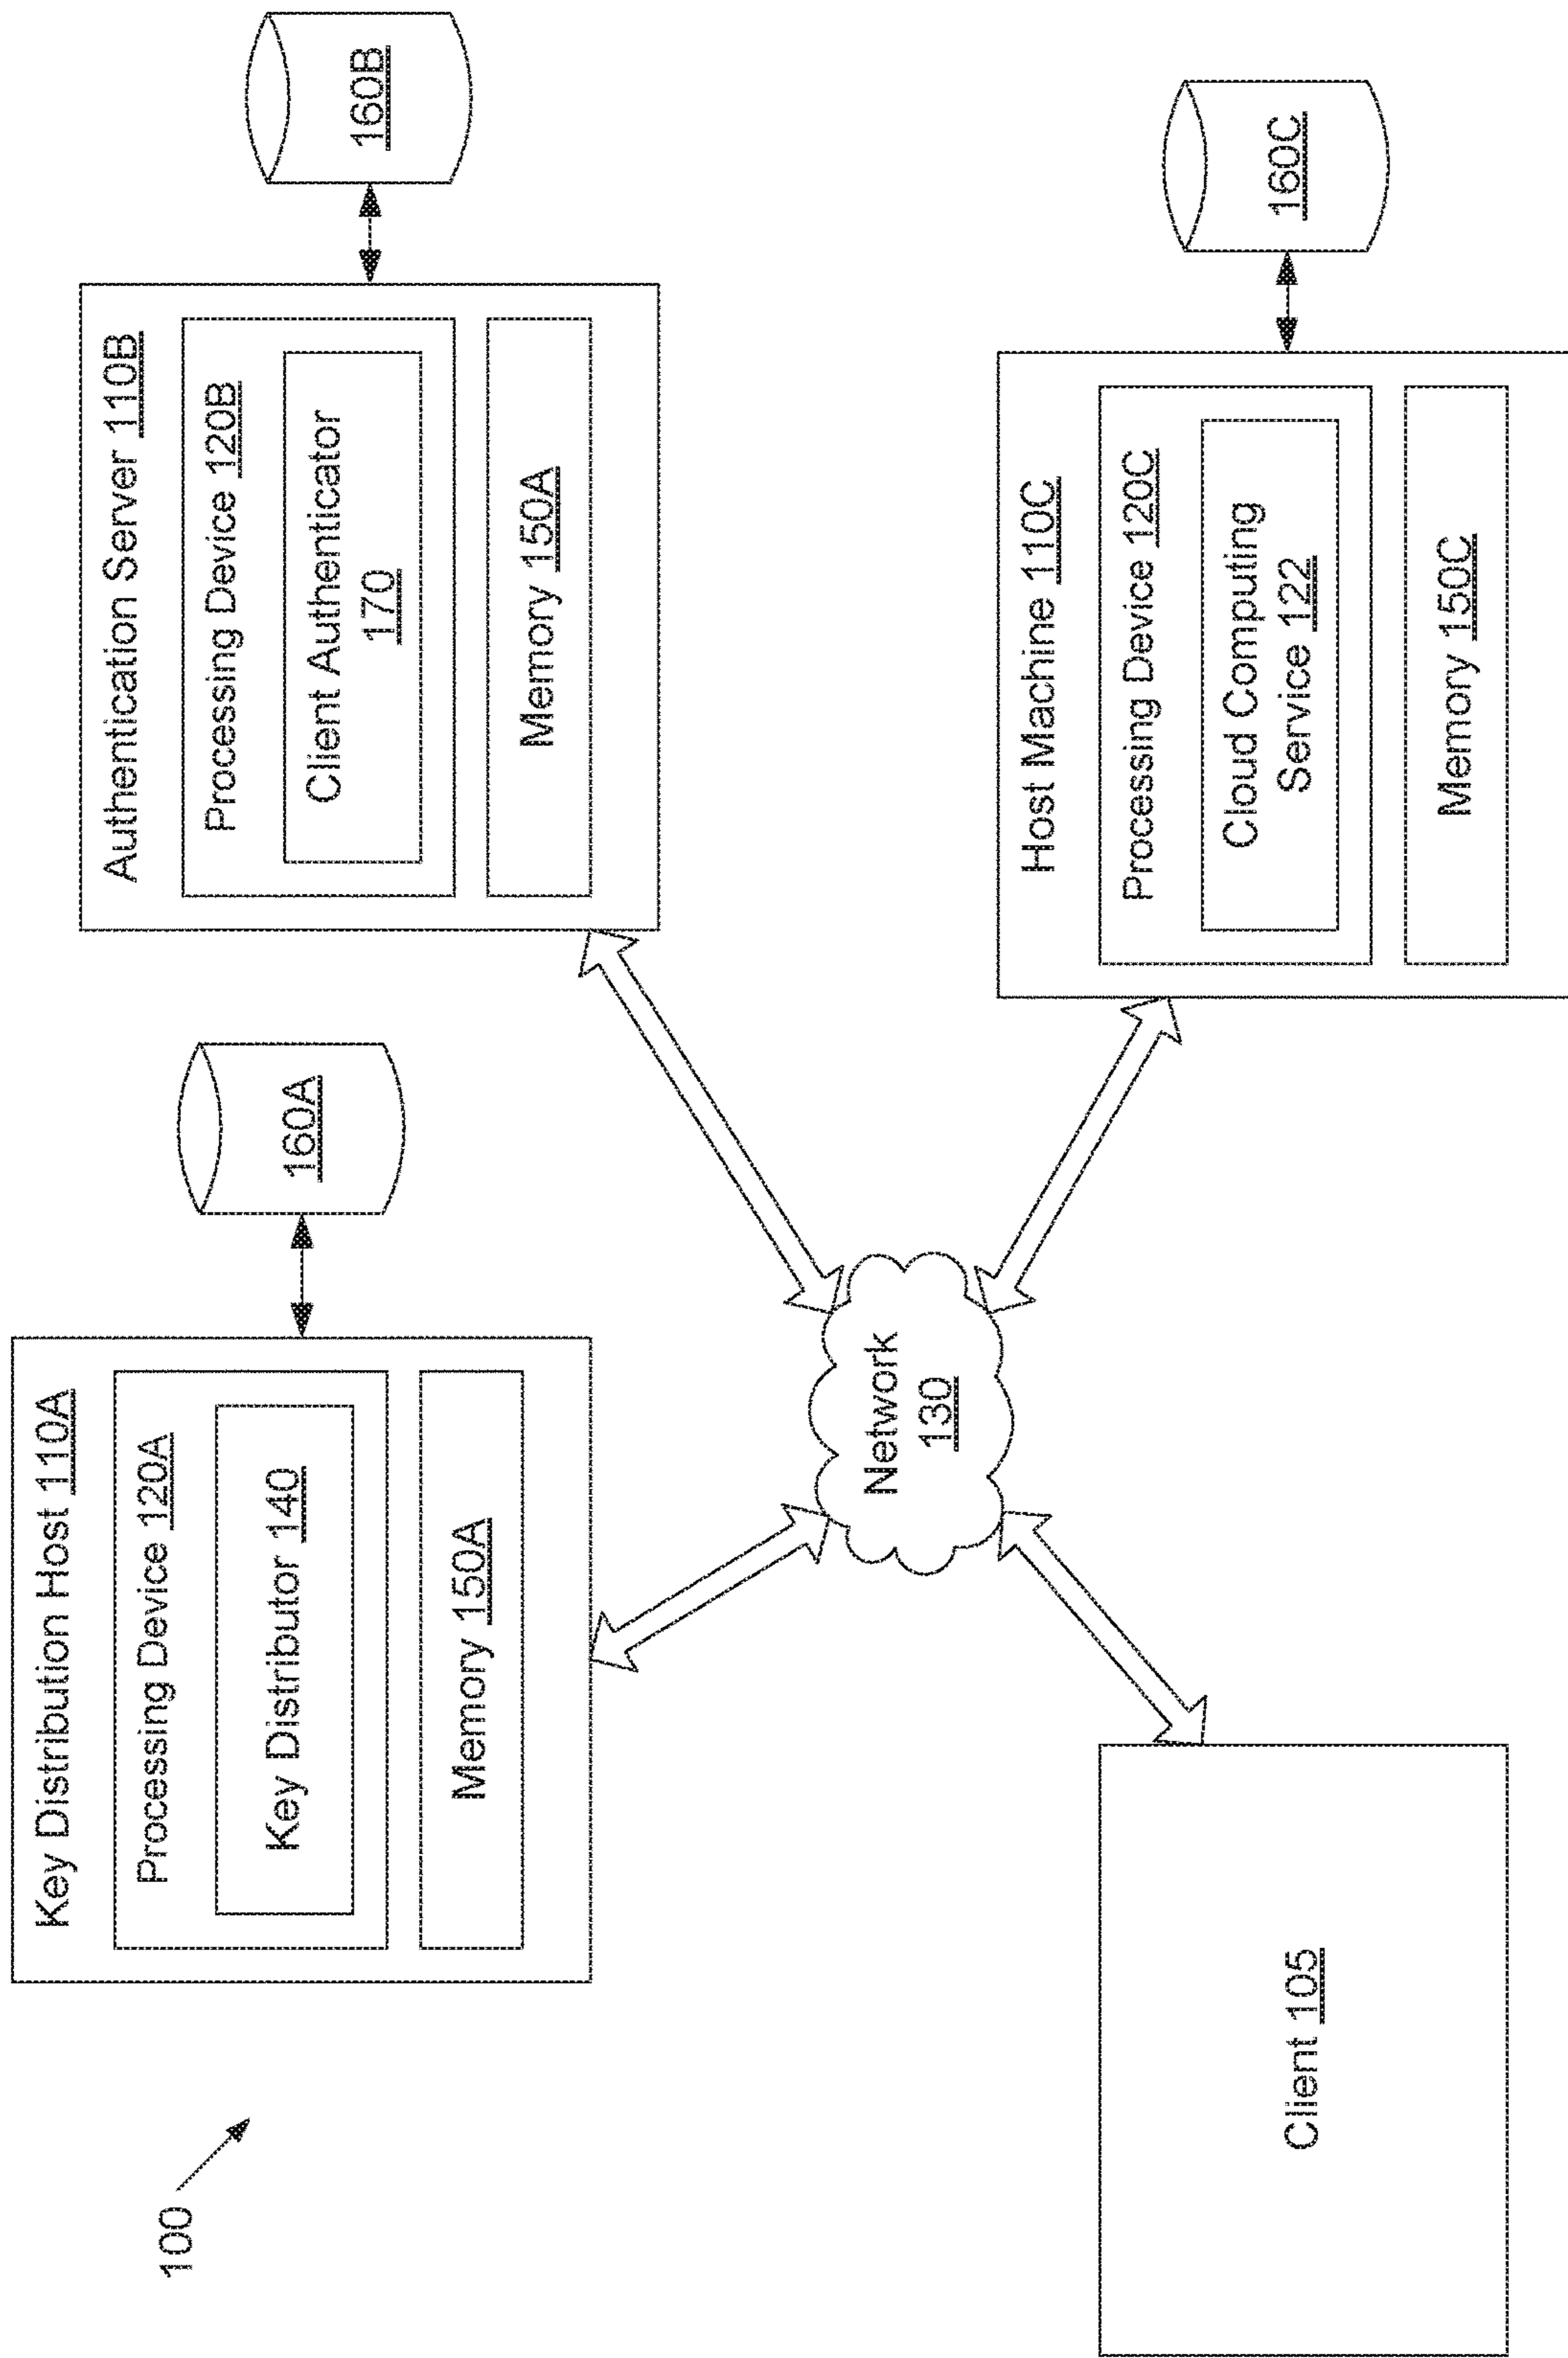 100
Key Distribution Host 110A
Processing Device 120A
Key Distributor 140
Memory 150A
160A
Authentication Server 110B
Processing Device 120B
Client Authenticator
170
Memory 150A
160B
Network
130
Client 105
Host Machine 110C
Processing Device 120C
Cloud Computing
Service 122
Memory 150C
160C